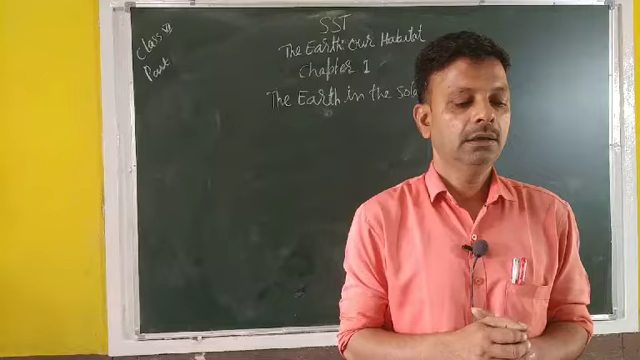 SST
Class VI
The Earth: Our Habitat
Part
Chapter 1
The Earth in the Sola